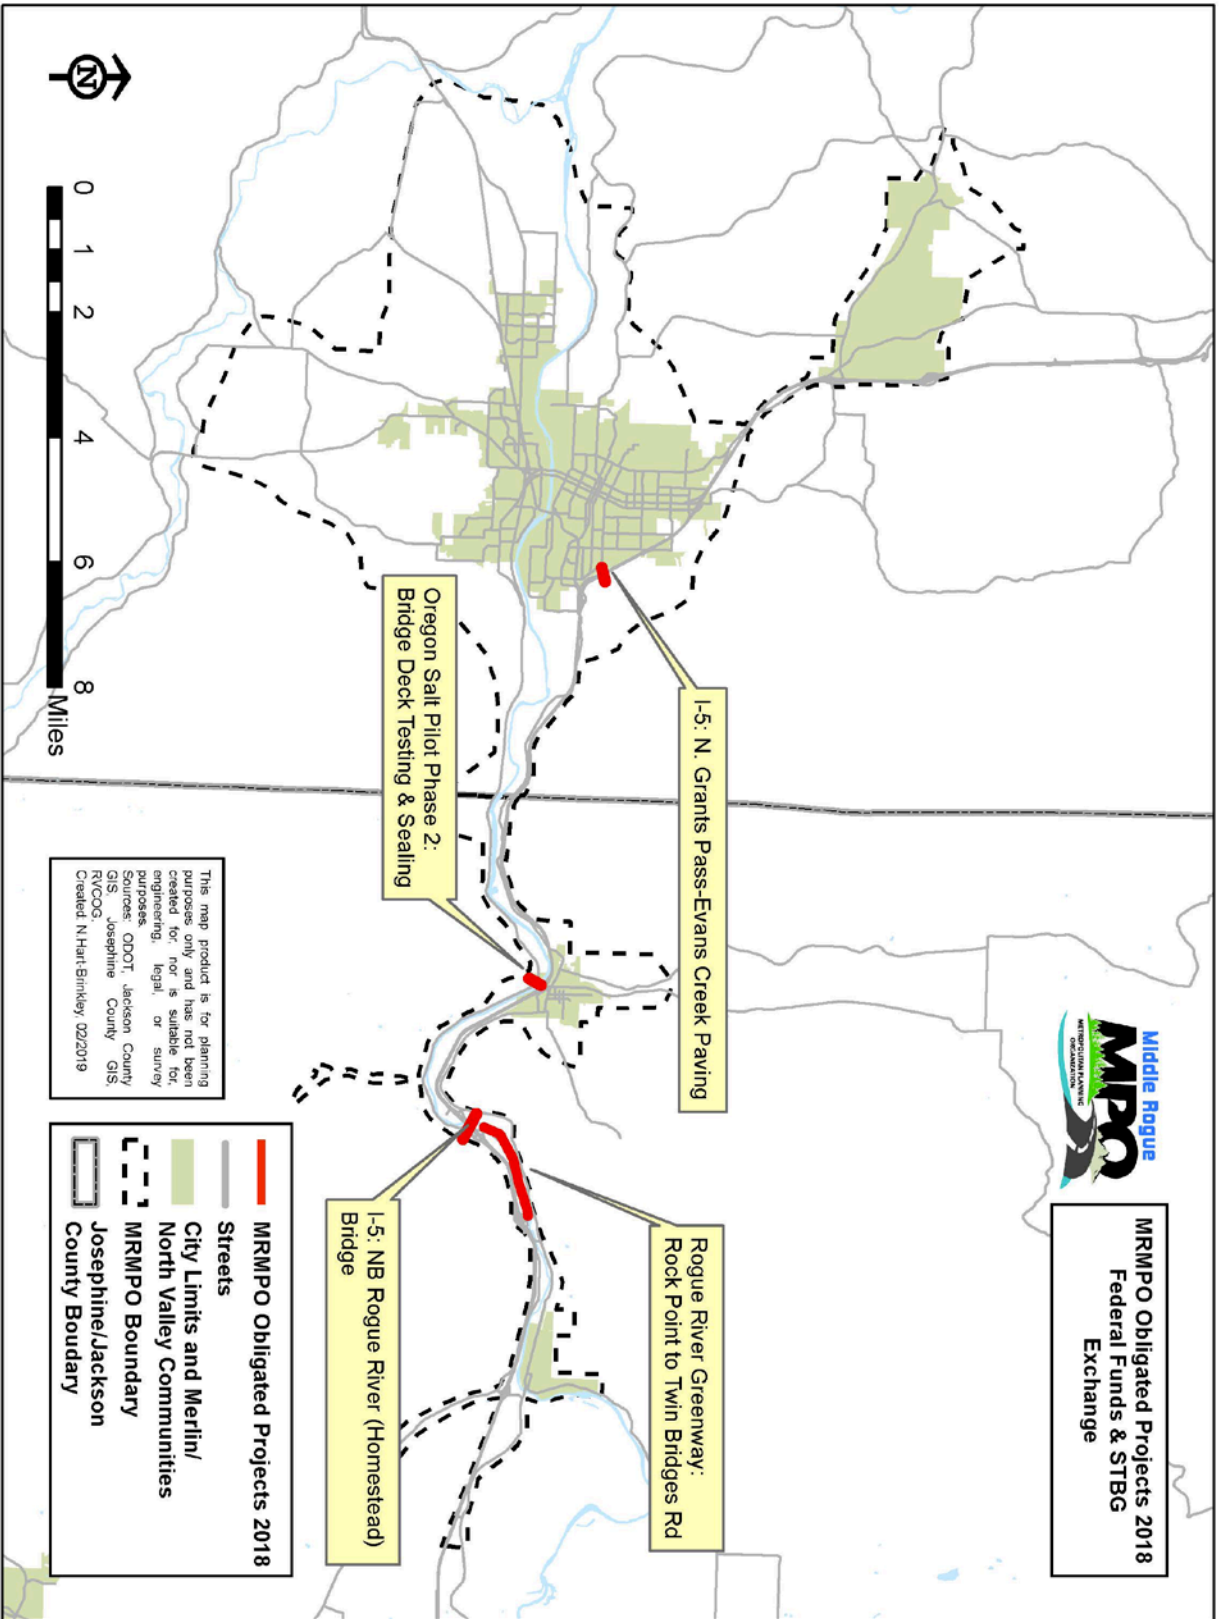 Middle Rogue
MPO
METROPOLITAN PLANNING
ORGANIZATION
MRMPO Obligated Projects 2018
Federal Funds & STBG
Exchange
I-5: N. Grants Pass-Evans Creek Paving
Rogue River Greenway:
Rock Point to Twin Bridges Rd
Oregon Salt Pilot Phase 2:
Bridge Deck Testing & Sealing
I-5: NB Rogue River (Homestead)
Bridge
N
0 1 2 4 6 8
Miles
This map product is for planning
purposes only and has not been
created for, nor is suitable for,
engineering, legal, or survey
purposes.
Sources: ODOT, Jackson County
GIS, Josephine County GIS,
RVCOG.
Created: N.Hart-Brinkley, 02/2019
MRMPO Obligated Projects 2018
Streets
City Limits and Merlin/
North Valley Communities
MRMPO Boundary
Josephine/Jackson
County Boudary